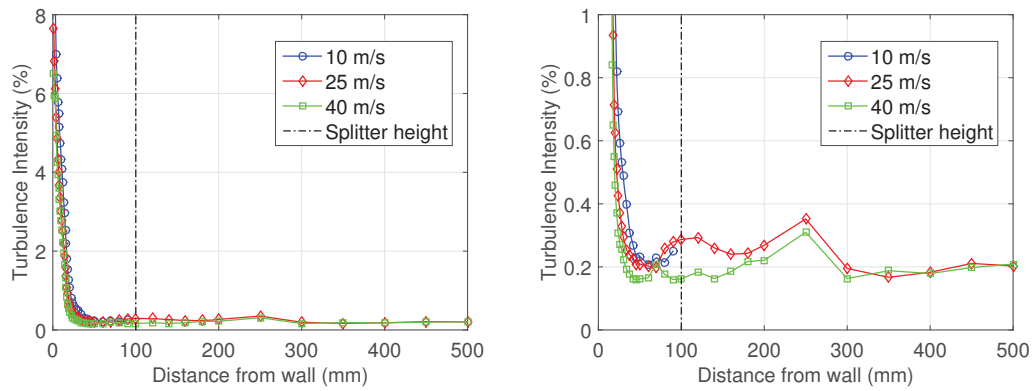 8
6
4
2
0
Turbulence Intensity (%)
0 100 200 300 400 500
Distance from wall (mm)
10 m/s
25 m/s
40 m/s
Splitter height
1
0.8
0.6
0.4
0.2
0
Turbulence Intensity (%)
0 100 200 300 400 500
Distance from wall (mm)
10 m/s
25 m/s
40 m/s
Splitter height